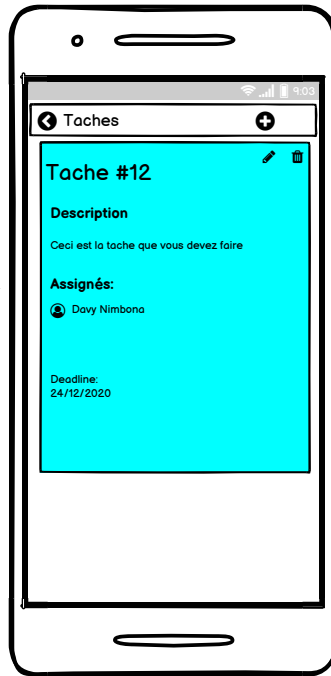 9:03
Taches
Tache #12
Description
Ceci est la tache que vous devez faire
Assignés:
Davy Nimbona
Deadline:
24/12/2020